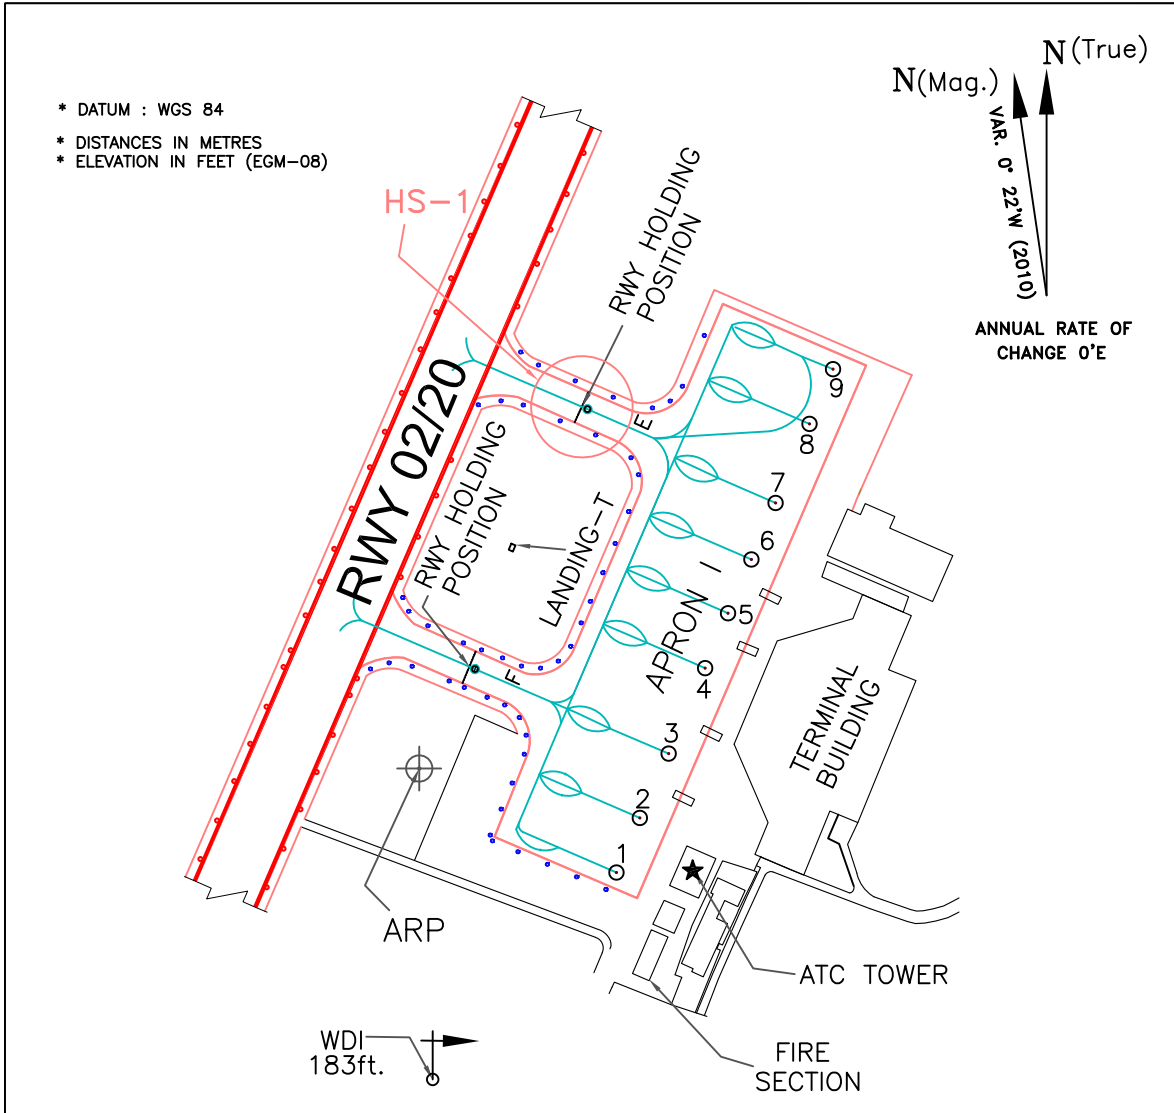 N(True)
N(Mag.)
VAR. 0° 22'W (2010)
ANNUAL RATE OF
CHANGE 0'E
* DATUM : WGS 84
* DISTANCES IN METRES
* ELEVATION IN FEET (EGM-08)
HS-1
RWY HOLDING
POSITION
RWY 02/20
RWY HOLDING
POSITION
LANDING-T
E
F
APRON I
9
8
7
6
5
4
3
2
1
TERMINAL
BUILDING
ARP
ATC TOWER
FIRE
SECTION
WDI
183ft.